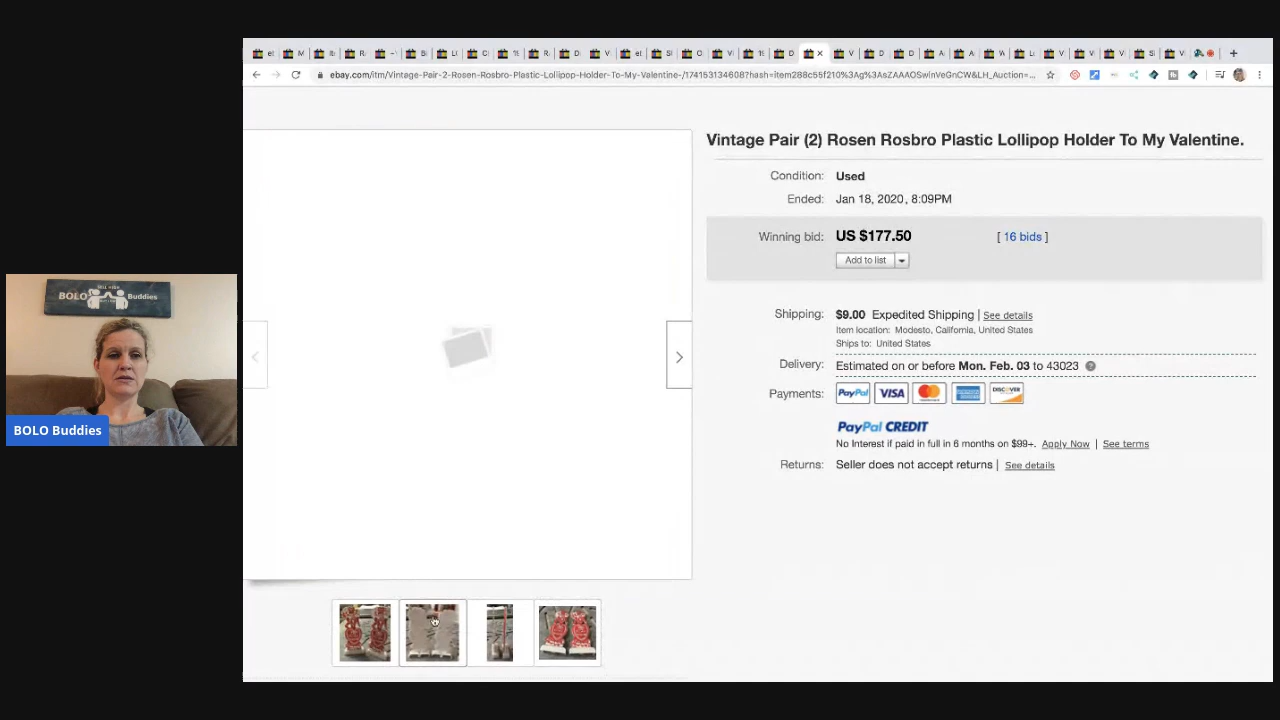 ebay.com/itm/Vintage-Pair-2-Rosen-Rosbro-Plastic-Lollipop-Holder-To-My-Valentine-/174153134608?hash=item288c55f210%3Ag%3AsZAAAOSwlnVeGnCW&LH_Auction=...
Vintage Pair (2) Rosen Rosbro Plastic Lollipop Holder To My Valentine.
Condition: Used
Ended: Jan 18, 2020 , 8:09PM
Winning bid: US $177.50 [ 16 bids ]
Add to list
Shipping: $9.00 Expedited Shipping | See details
Item location: Modesto, California, United States
Ships to: United States
Delivery: Estimated on or before Mon. Feb. 03 to 43023
Payments: PayPal VISA mastercard DISCOVER
PayPal CREDIT
No Interest if paid in full in 6 months on $99+. Apply Now | See terms
Returns: Seller does not accept returns | See details
BOLO Buddies
BOLO Buddies